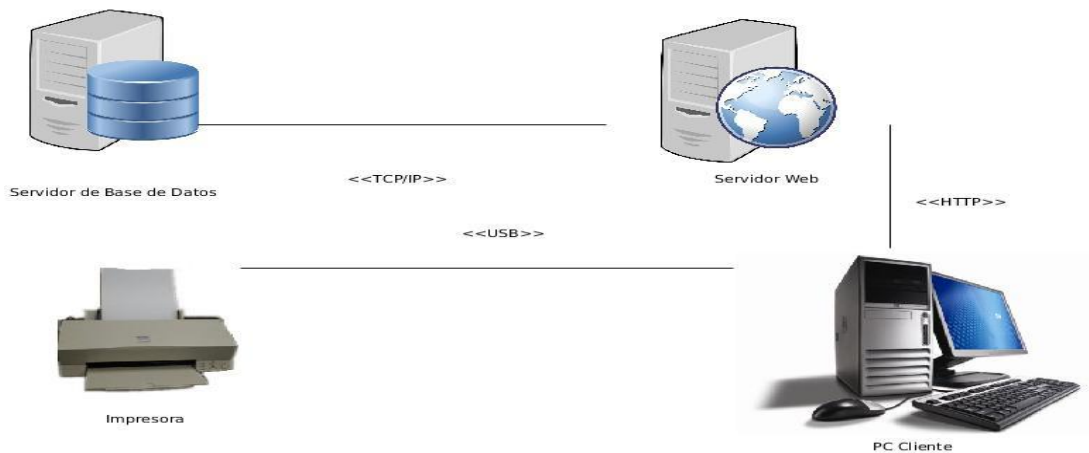 Servidor de Base de Datos
<<TCP/IP>>
Servidor Web
<<HTTP>>
<<USB>>
Impresora
PC Cliente